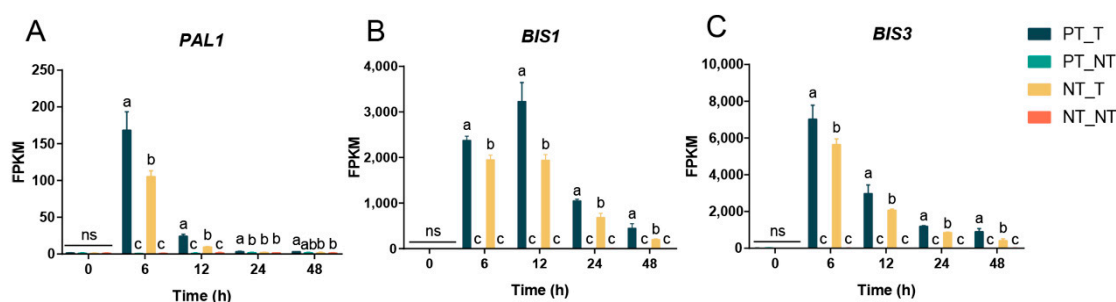 A
PAL1
FPKM
250
200
150
100
50
0
ns
a
c
b
c
a
c
b
c
a
b
b
b
a
ab
b
b
0
6
12
24
48
Time (h)
B
BIS1
FPKM
4,000
3,000
2,000
1,000
0
ns
a
c
b
c
a
c
b
c
a
c
b
c
a
c
b
c
0
6
12
24
48
Time (h)
C
BIS3
FPKM
10,000
8,000
6,000
4,000
2,000
0
ns
a
c
b
c
a
c
b
c
a
c
b
c
a
c
b
c
0
6
12
24
48
Time (h)
PT_T
PT_NT
NT_T
NT_NT